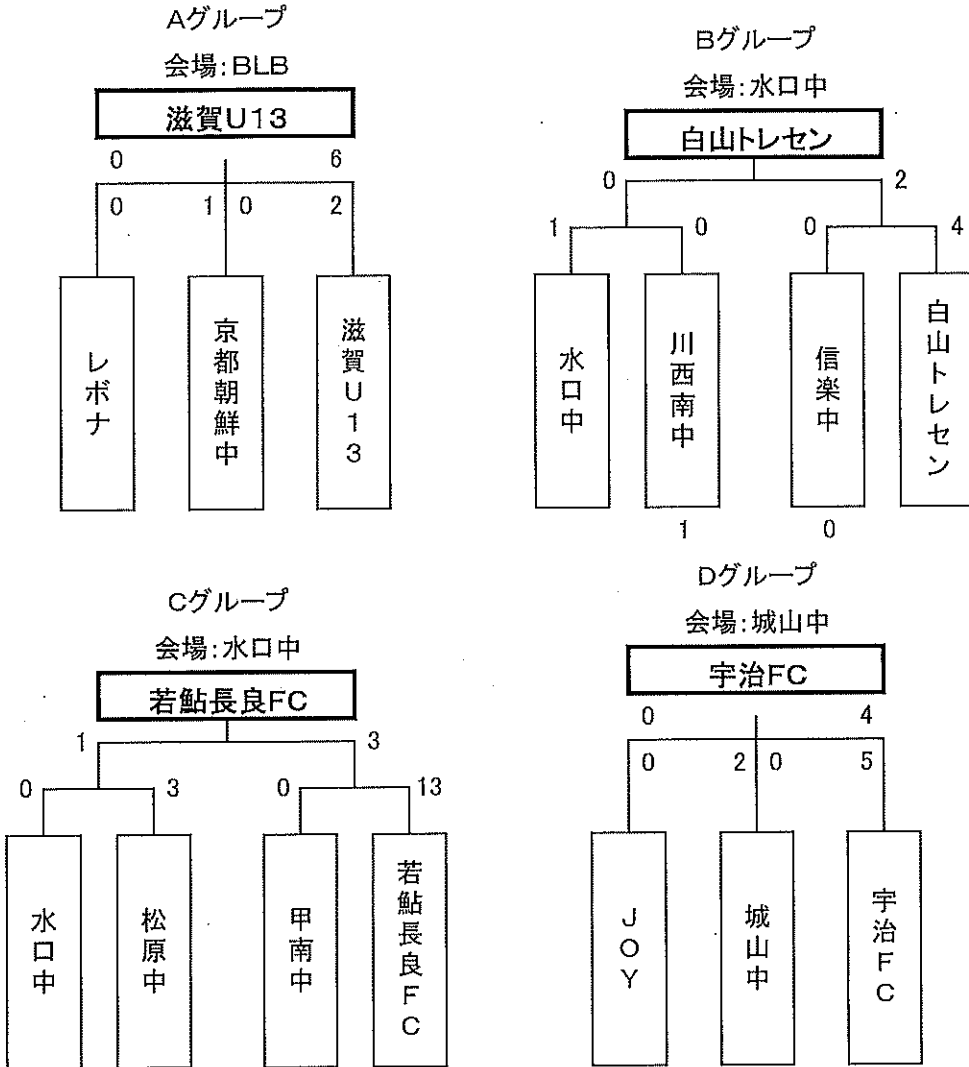 Aグループ
会場:BLB
滋賀U13
0 6
0 1 0 2
レボナ
京都朝鮮中
滋賀U13
Bグループ
会場:水口中
白山トレセン
0 2
1 0 0 4
水口中
川西南中
信楽中
白山トレセン
1 0
Cグループ
会場:水口中
若鮎長良FC
1 3
0 3 0 13
水口中
松原中
甲南中
若鮎長良FC
Dグループ
会場:城山中
宇治FC
0 4
0 2 0 5
JOY
城山中
宇治FC